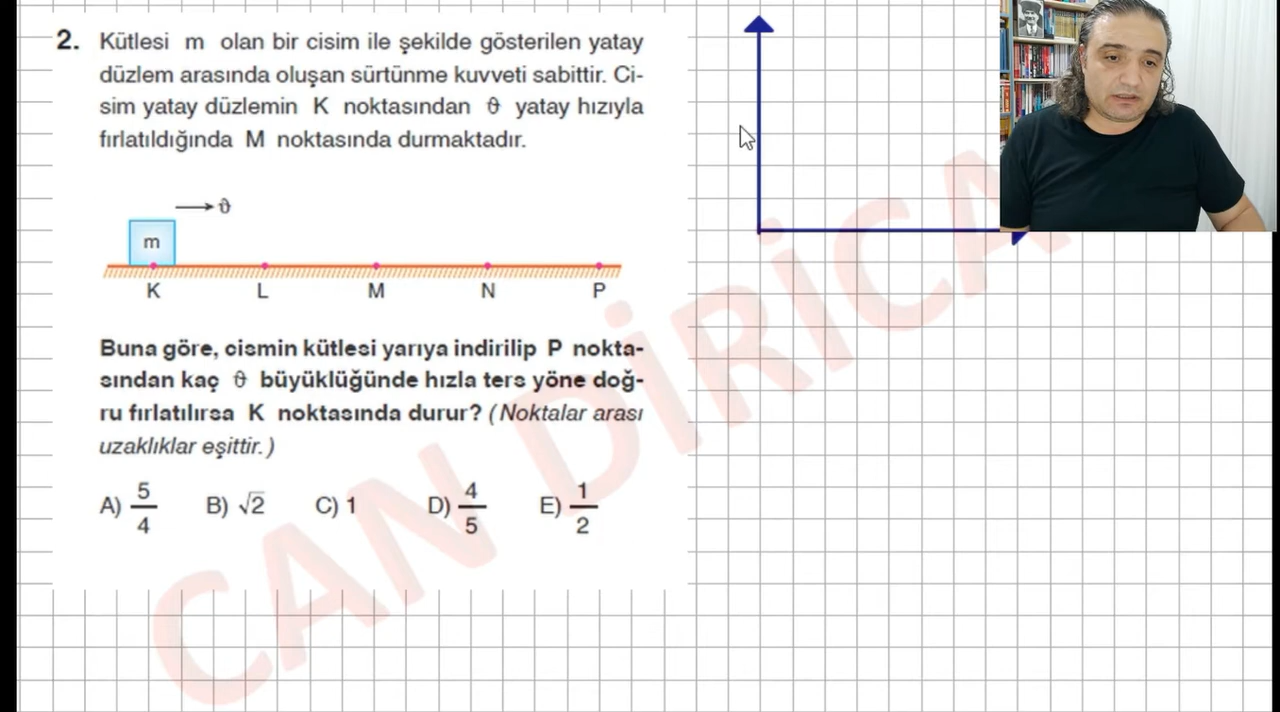 2. Kütlesi m olan bir cisim ile şekilde gösterilen yatay
düzlem arasında oluşan sürtünme kuvveti sabittir. Ci-
sim yatay düzlemin K noktasından ϑ yatay hızıyla
fırlatıldığında M noktasında durmaktadır.
ϑ
m
K L M N P
Buna göre, cismin kütlesi yarıya indirilip P nokta-
sından kaç ϑ büyüklüğünde hızla ters yöne doğ-
ru fırlatılırsa K noktasında durur? (Noktalar arası
uzaklıklar eşittir.)
A) 5/4 B) √2 C) 1 D) 4/5 E) 1/2
CAN DİRİCA